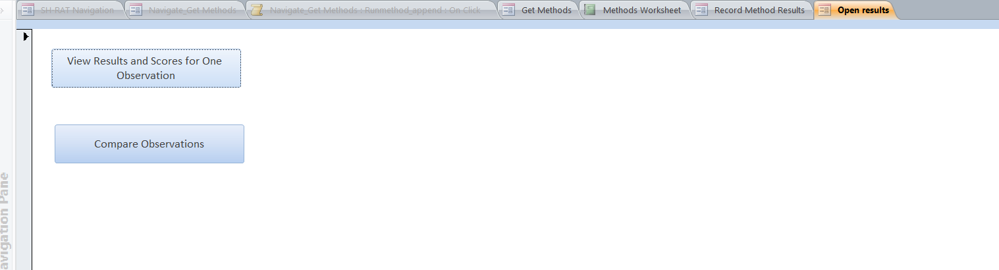 SH-RAT Navigation
Navigate_Get Methods
Navigate_Get Methods : Runmethod_append : On Click
Get Methods
Methods Worksheet
Record Method Results
Open results
View Results and Scores for One
Observation
Compare Observations
avigation Pane